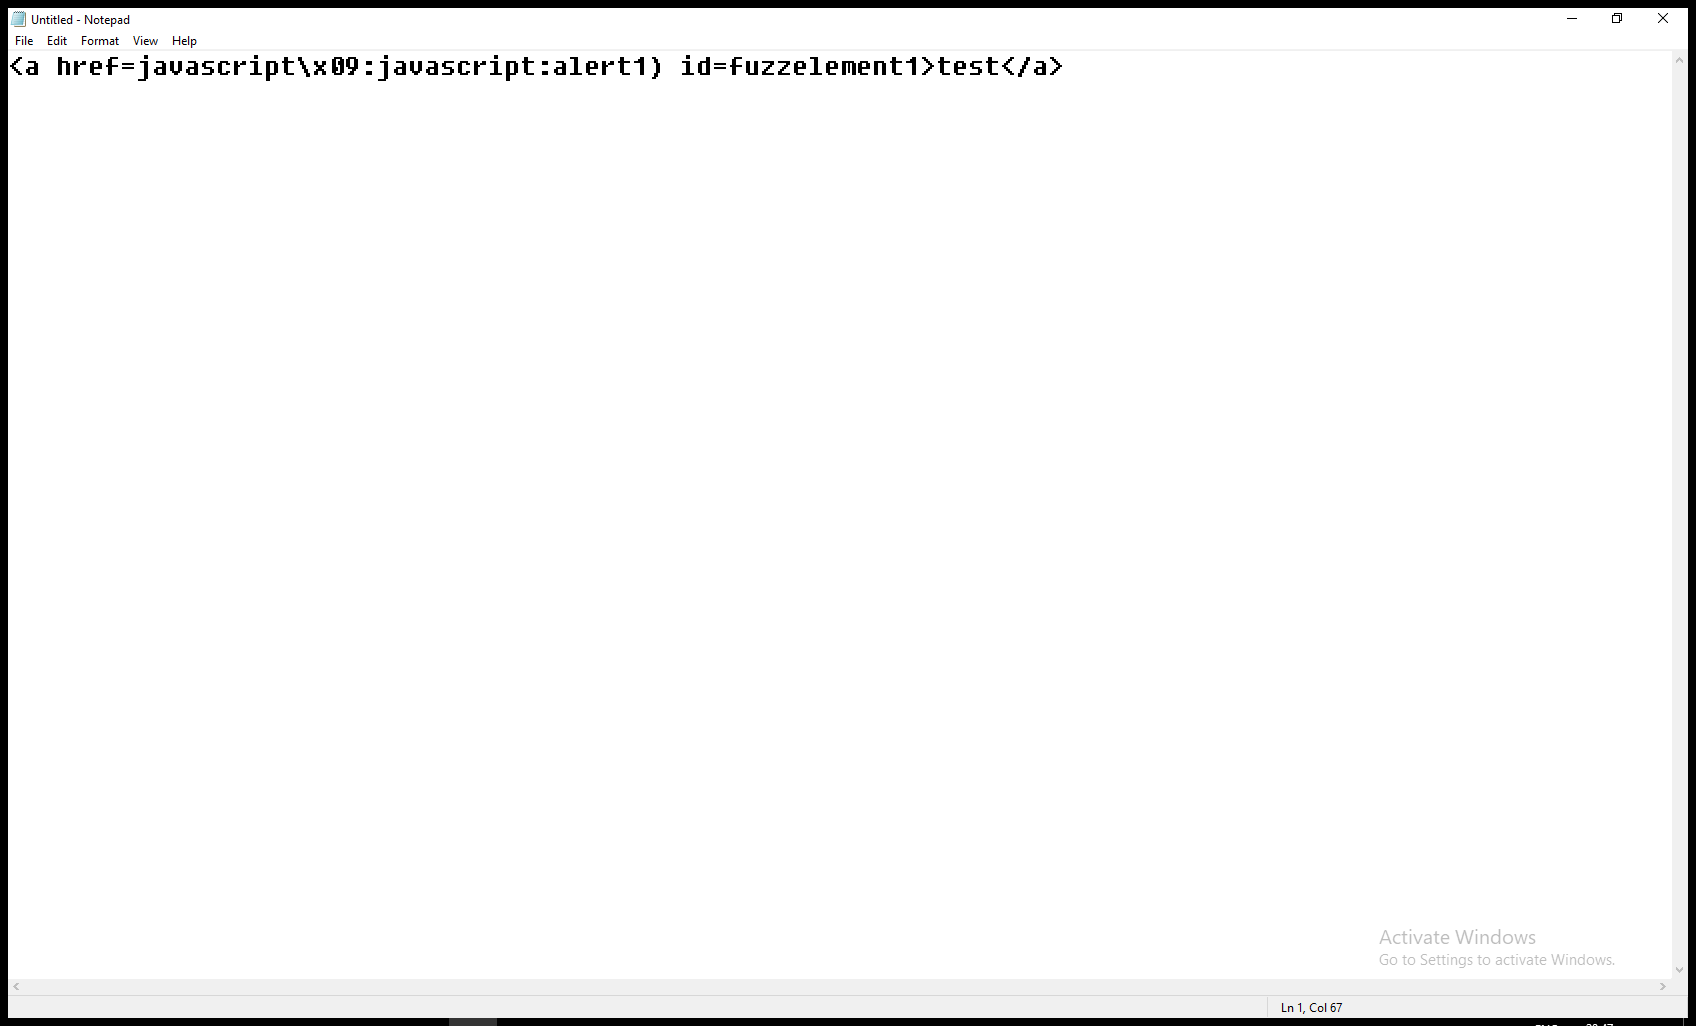 Untitled - Notepad
File Edit Format View Help
<a href=javascript\x09:javascript:alert1) id=fuzzelement1>test</a>
Activate Windows
Go to Settings to activate Windows.
Ln 1, Col 67